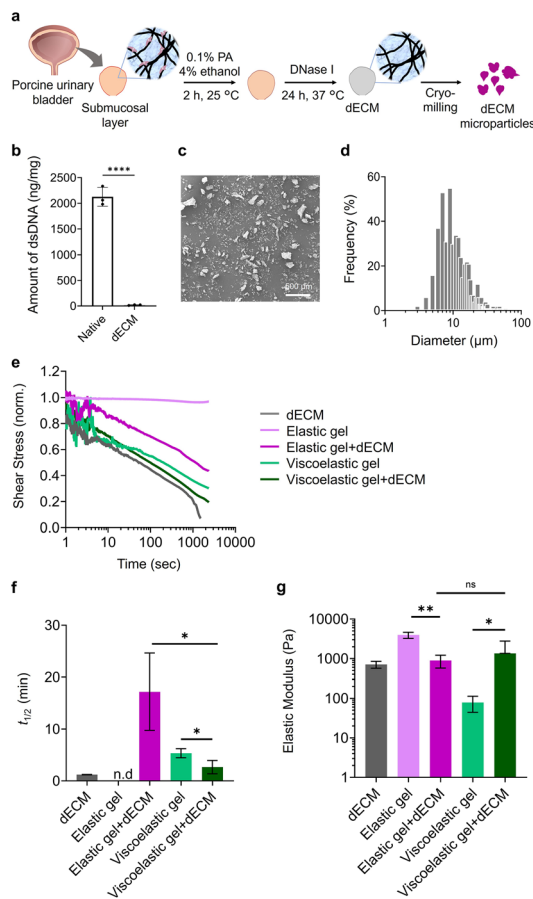 a
Porcine urinary
bladder
Submucosal
layer
0.1% PA
4% ethanol
2 h, 25 ºC
DNase I
24 h, 37 ºC
dECM
Cryo-
milling
dECM
microparticles
b
****
Amount of dsDNA (ng/mg)
2500
2000
1500
1000
500
0
Native
dECM
c
d
Frequency (%)
60
40
20
0
1
10
100
Diameter (µm)
e
Shear Stress (norm.)
1.2
1.0
0.8
0.6
0.4
0.2
0.0
1
10
100
1000
10000
Time (sec)
dECM
Elastic gel
Elastic gel+dECM
Viscoelastic gel
Viscoelastic gel+dECM
f
t1/2 (min)
30
20
10
0
*
*
n.d
dECM
Elastic gel
Elastic gel+dECM
Viscoelastic gel
Viscoelastic gel+dECM
g
Elastic Modulus (Pa)
10000
1000
100
10
1
ns
**
*
dECM
Elastic gel
Elastic gel+dECM
Viscoelastic gel
Viscoelastic gel+dECM